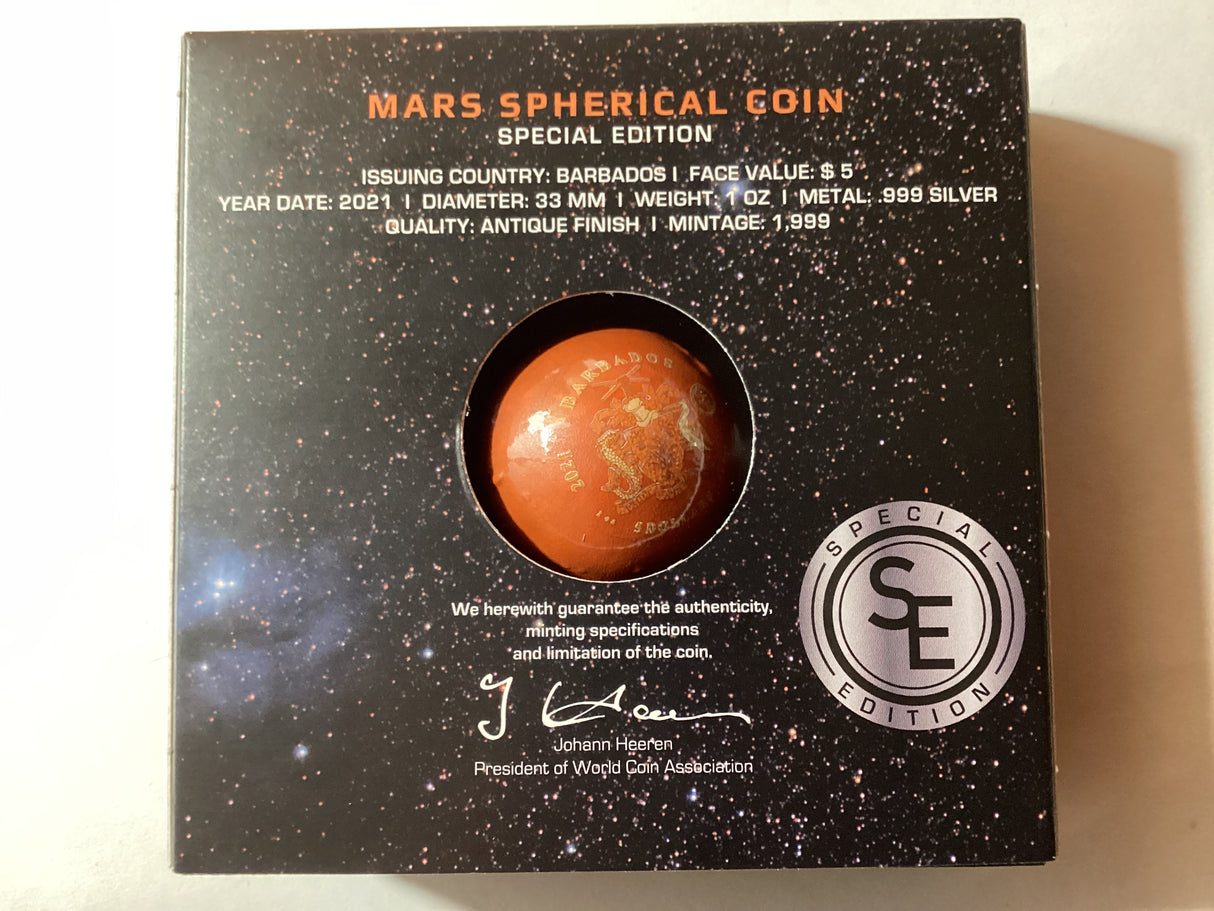 MARS SPHERICAL COIN
SPECIAL EDITION
ISSUING COUNTRY: BARBADOS I FACE VALUE: $ 5
YEAR DATE: 2021 I DIAMETER: 33 MM I WEIGHT: 1 OZ I METAL: .999 SILVER
QUALITY: ANTIQUE FINISH I MINTAGE: 1,999
BARBADOS
2021
1 oz
We herewith guarantee the authenticity,
minting specifications
and limitation of the coin.
Johann Heeren
President of World Coin Association
SPECIAL
SE
EDITION